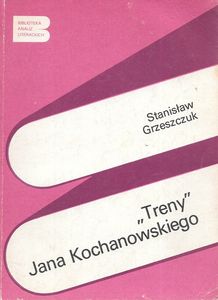 BIBLIOTEKA
ANALIZ
LITERACKICH
Stanisław
Grzeszczuk
„Treny”
Jana Kochanowskiego